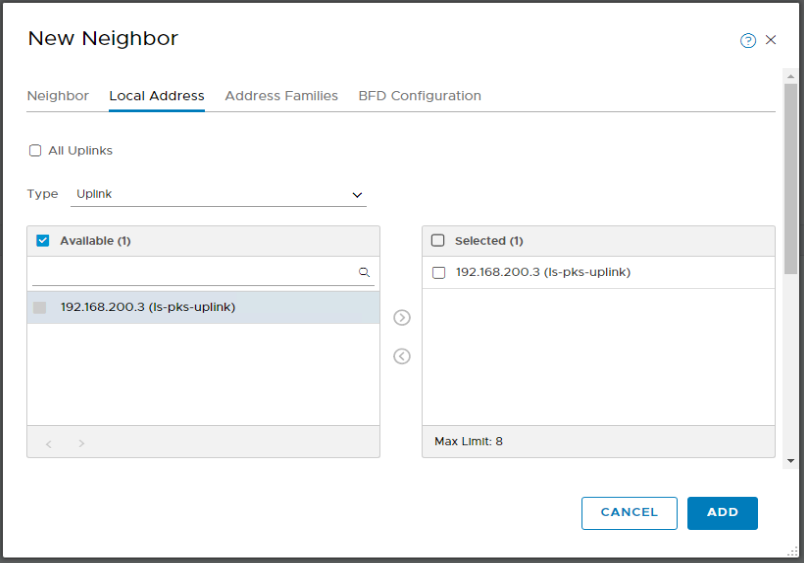 New Neighbor
Neighbor Local Address Address Families BFD Configuration
All Uplinks
Type Uplink
Available (1) Selected (1)
192.168.200.3 (ls-pks-uplink)
192.168.200.3 (ls-pks-uplink)
Max Limit: 8
CANCEL ADD